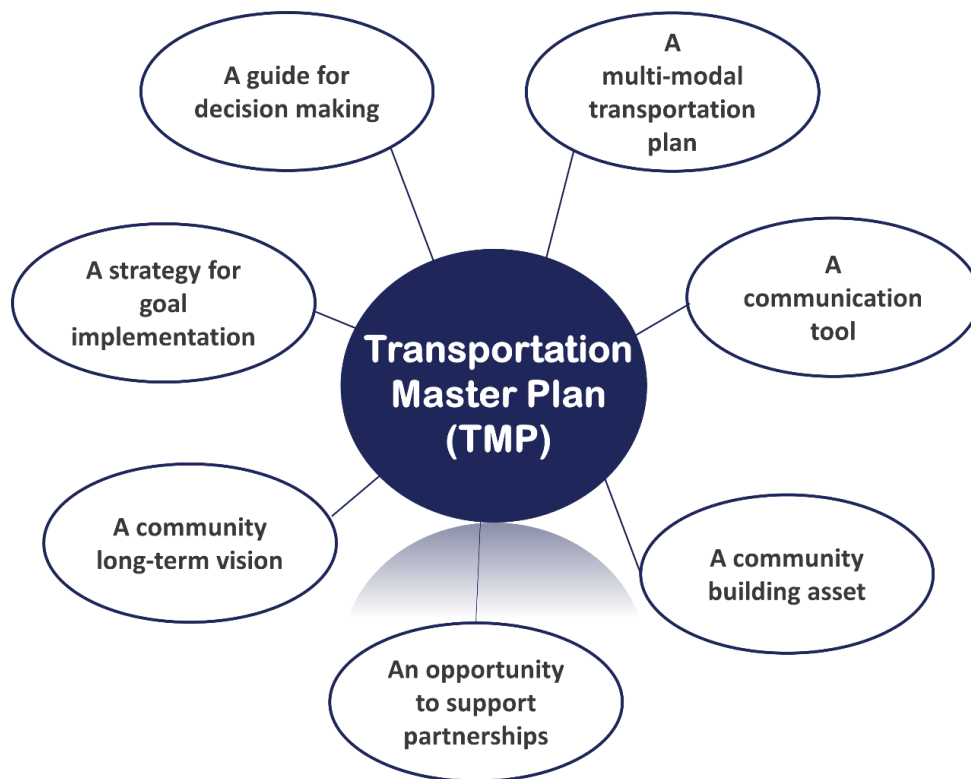 A guide for
decision making
A
multi-modal
transportation
plan
A strategy for
goal
implementation
A
communication
tool
Transportation
Master Plan
(TMP)
A community
long-term vision
A community
building asset
An opportunity
to support
partnerships